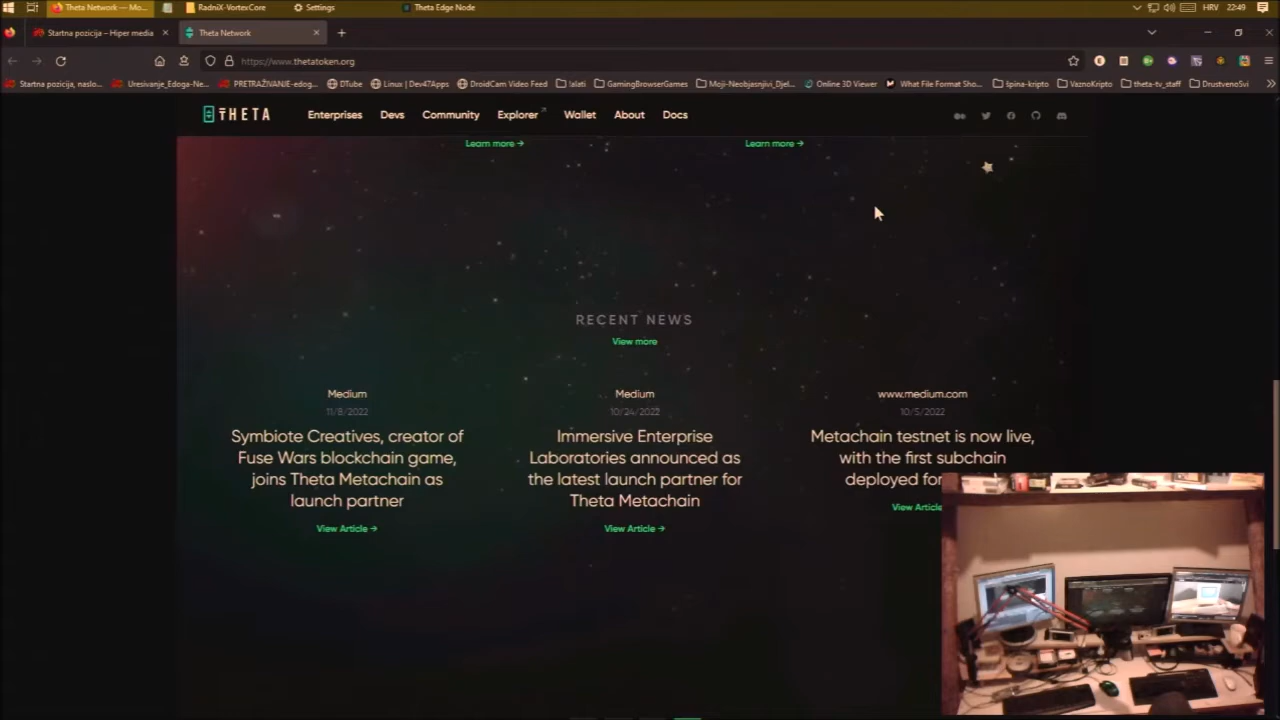 Theta Network — Mo...
RadniX-VortexCore
Settings
Theta Edge Node
HRV
22:49
Startna pozicija – Hiper media
Theta Network
https://www.thetatoken.org
Startna pozicija, naslo...
Uresivanje_Edoga-Ne...
PRETRAŽIVANJE-edog...
DTube
Linux | Dev47Apps
DroidCam Video Feed
!alati
GamingBrowserGames
Moji-Neobjasnjivi_Djel...
Online 3D Viewer
What File Format Sho...
!pina-kripto
VaznoKripto
theta-tv_staff
DrustvenoSvi
THETA
Enterprises
Devs
Community
Explorer
Wallet
About
Docs
Learn more →
Learn more →
RECENT NEWS
View more
Medium
11/8/2022
Symbiote Creatives, creator of
Fuse Wars blockchain game,
joins Theta Metachain as
launch partner
View Article →
Medium
10/24/2022
Immersive Enterprise
Laboratories announced as
the latest launch partner for
Theta Metachain
View Article →
www.medium.com
10/5/2022
Metachain testnet is now live,
with the first subchain
deployed fo
View Article